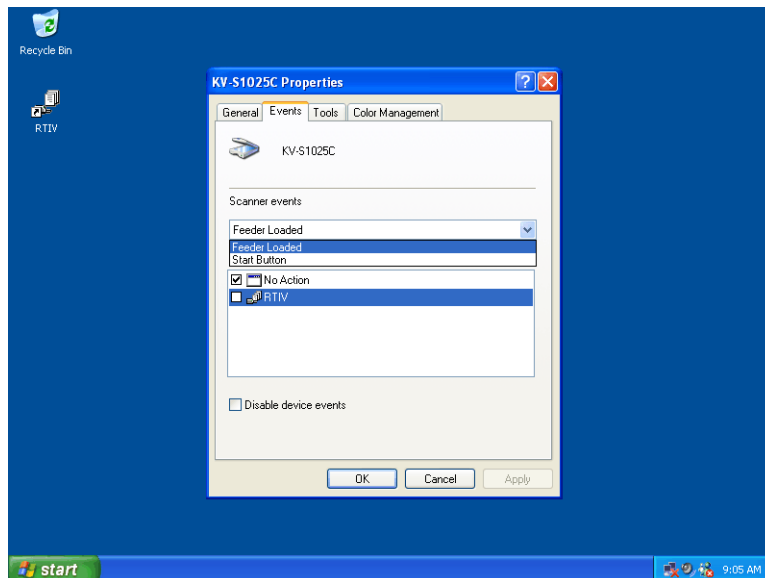 Recycle Bin
RTIV
KV-S1025C Properties
General Events Tools Color Management
KV-S1025C
Scanner events
Feeder Loaded
Feeder Loaded
Start Button
No Action
RTIV
Disable device events
OK Cancel Apply
start 9:05 AM